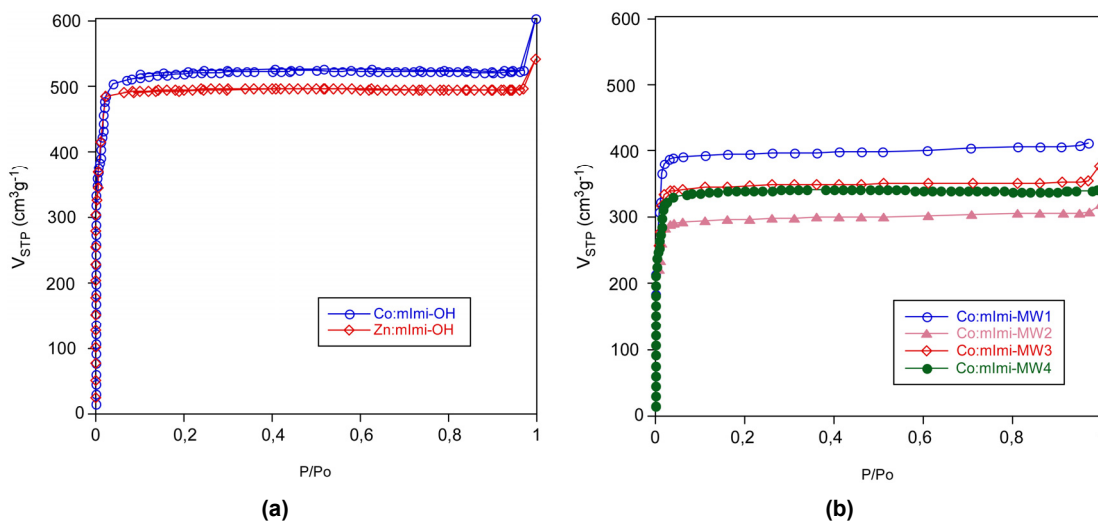 600
500
400
300
200
100
0
V_STP (cm³g⁻¹)
Co:mImi-OH
Zn:mImi-OH
0 0,2 0,4 0,6 0,8 1
P/Po
(a)
600
500
400
300
200
100
0
V_STP (cm³g⁻¹)
Co:mImi-MW1
Co:mImi-MW2
Co:mImi-MW3
Co:mImi-MW4
0 0,2 0,4 0,6 0,8
P/Po
(b)